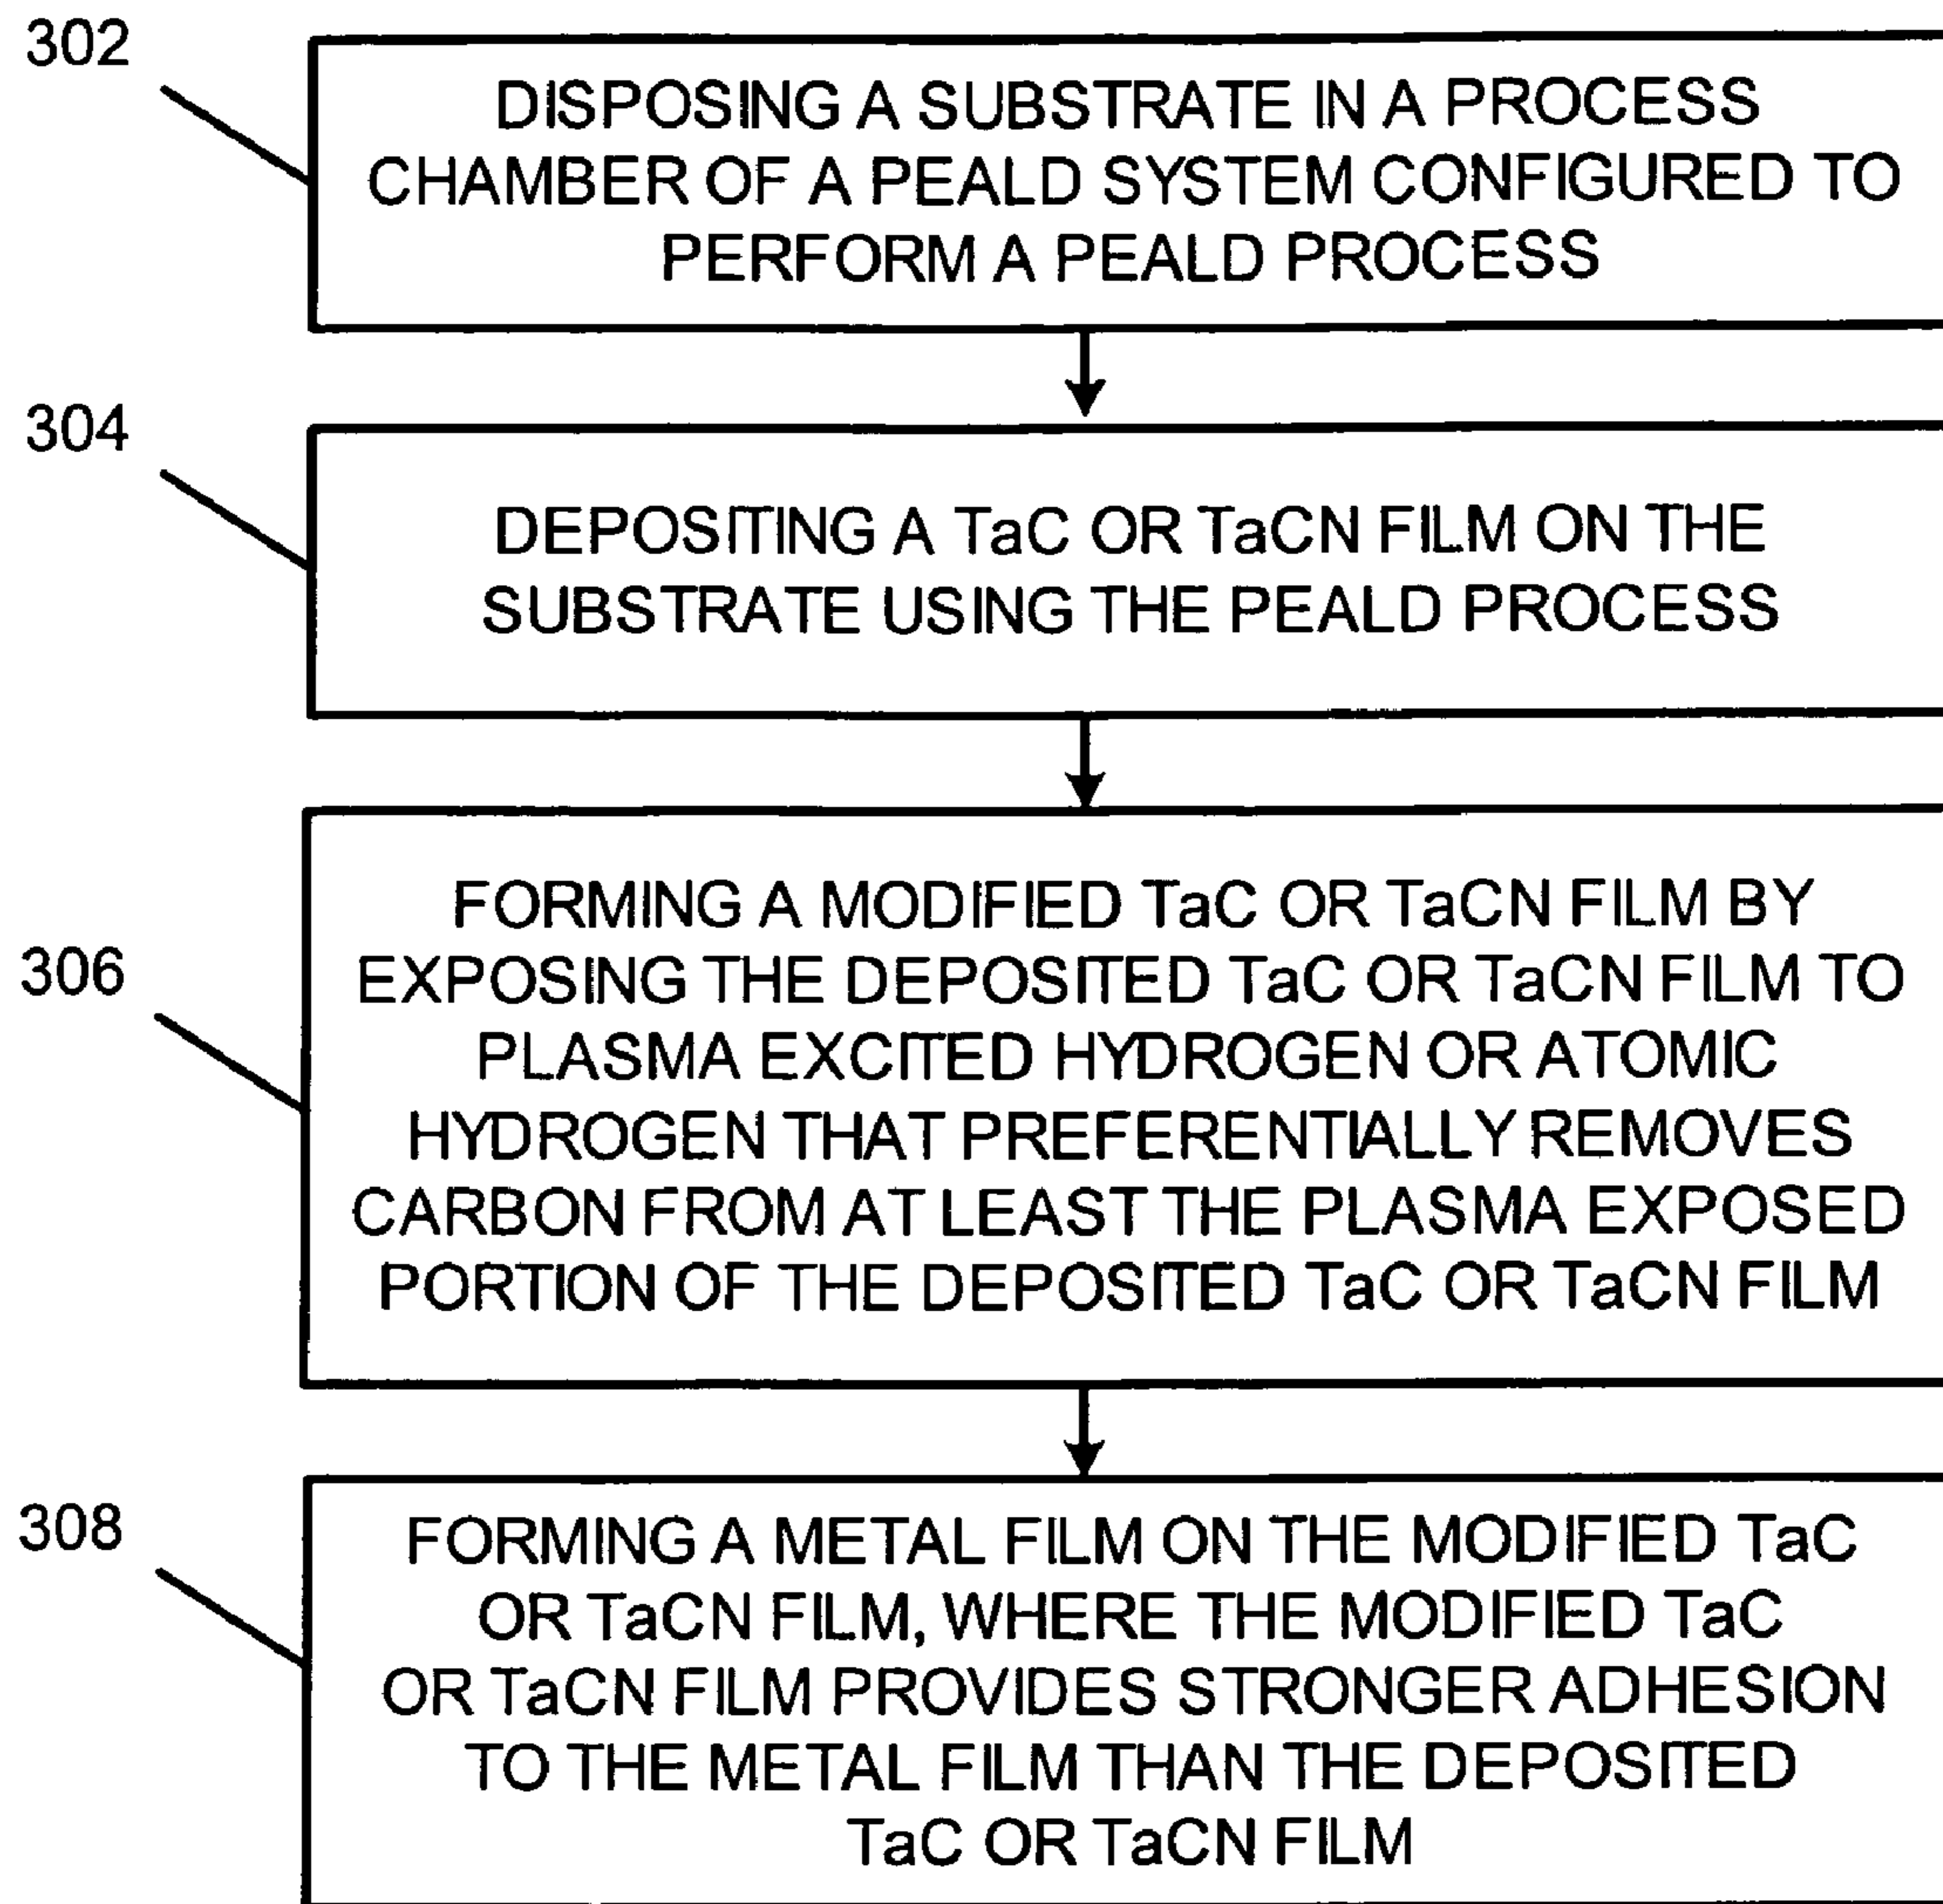 302
DISPOSING A SUBSTRATE IN A PROCESS
CHAMBER OF A PEALD SYSTEM CONFIGURED TO
PERFORM A PEALD PROCESS
304
DEPOSITING A TaC OR TaCN FILM ON THE
SUBSTRATE USING THE PEALD PROCESS
306
FORMING A MODIFIED TaC OR TaCN FILM BY
EXPOSING THE DEPOSITED TaC OR TaCN FILM TO
PLASMA EXCITED HYDROGEN OR ATOMIC
HYDROGEN THAT PREFERENTIALLY REMOVES
CARBON FROM AT LEAST THE PLASMA EXPOSED
PORTION OF THE DEPOSITED TaC OR TaCN FILM
308
FORMING A METAL FILM ON THE MODIFIED TaC
OR TaCN FILM, WHERE THE MODIFIED TaC
OR TaCN FILM PROVIDES STRONGER ADHESION
TO THE METAL FILM THAN THE DEPOSITED
TaC OR TaCN FILM